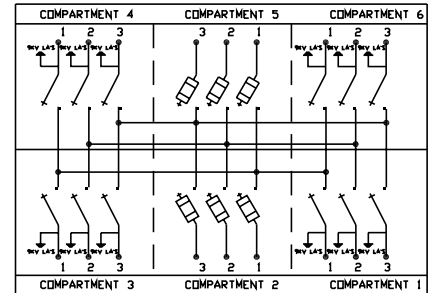 COMPARTMENT 4 COMPARTMENT 5 COMPARTMENT 6
1 2 3 3 2 1 1 2 3
9KV LA'S 9KV LA'S 9KV LA'S 9KV LA'S 9KV LA'S 9KV LA'S
9KV LA'S 9KV LA'S 9KV LA'S 9KV LA'S 9KV LA'S 9KV LA'S
1 2 3 3 2 1 1 2 3
COMPARTMENT 3 COMPARTMENT 2 COMPARTMENT 1